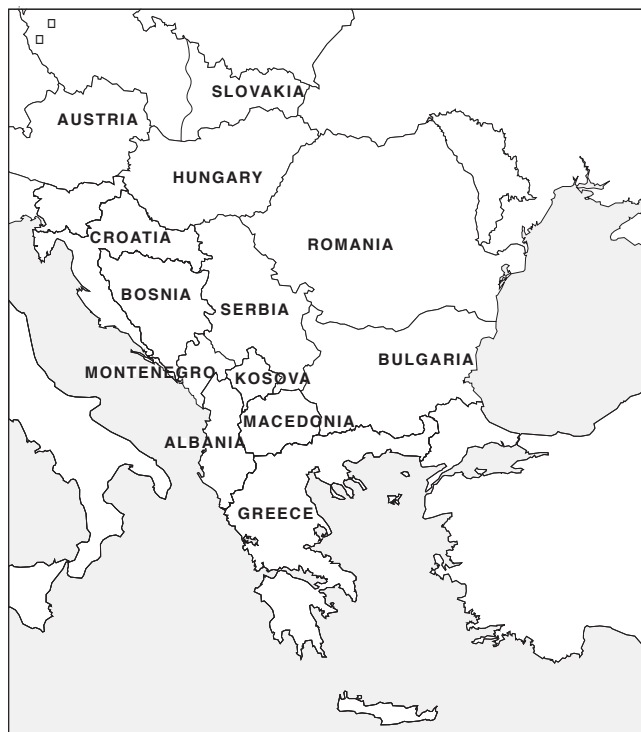 SLOVAKIA
AUSTRIA
HUNGARY
CROATIA
ROMANIA
BOSNIA
SERBIA
BULGARIA
MONTENEGRO
KOSOVA
MACEDONIA
ALBANIA
GREECE